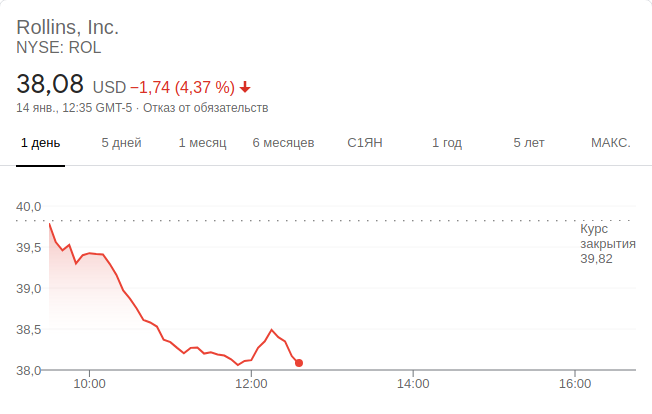 Rollins, Inc.
NYSE: ROL
38,08 USD −1,74 (4,37 %)
14 янв., 12:35 GMT-5 · Отказ от обязательств
1 день 5 дней 1 месяц 6 месяцев С1ЯН 1 год 5 лет МАКС.
40,0
Курс
закрытия
39,82
39,5
39,0
38,5
38,0
10:00 12:00 14:00 16:00